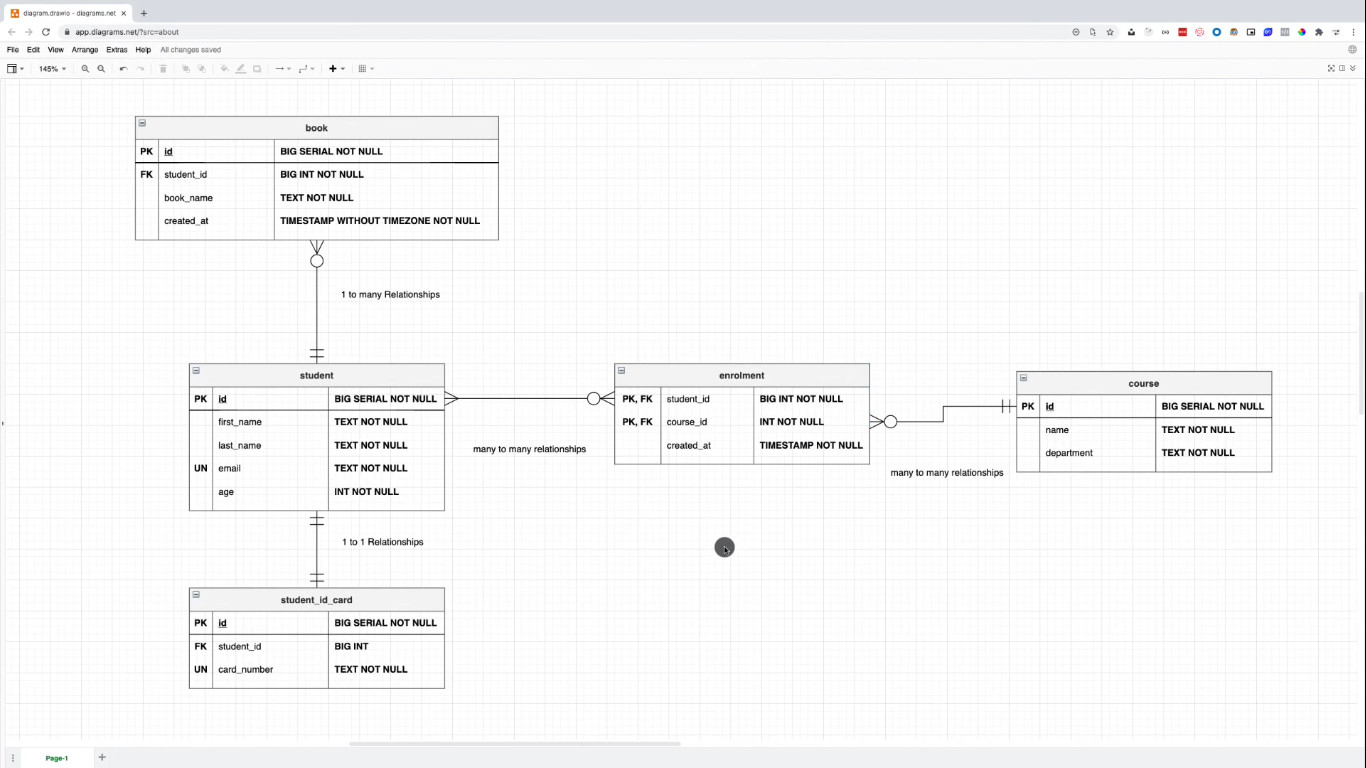 diagram.drawio - diagrams.net
app.diagrams.net/?src=about
File Edit View Arrange Extras Help All changes saved
145%
book
PK id BIG SERIAL NOT NULL
FK student_id BIG INT NOT NULL
book_name TEXT NOT NULL
created_at TIMESTAMP WITHOUT TIMEZONE NOT NULL
1 to many Relationships
student
PK id BIG SERIAL NOT NULL
first_name TEXT NOT NULL
last_name TEXT NOT NULL
UN email TEXT NOT NULL
age INT NOT NULL
many to many relationships
enrolment
PK, FK student_id BIG INT NOT NULL
PK, FK course_id INT NOT NULL
created_at TIMESTAMP NOT NULL
many to many relationships
course
PK id BIG SERIAL NOT NULL
name TEXT NOT NULL
department TEXT NOT NULL
1 to 1 Relationships
student_id_card
PK id BIG SERIAL NOT NULL
FK student_id BIG INT
UN card_number TEXT NOT NULL
Page-1